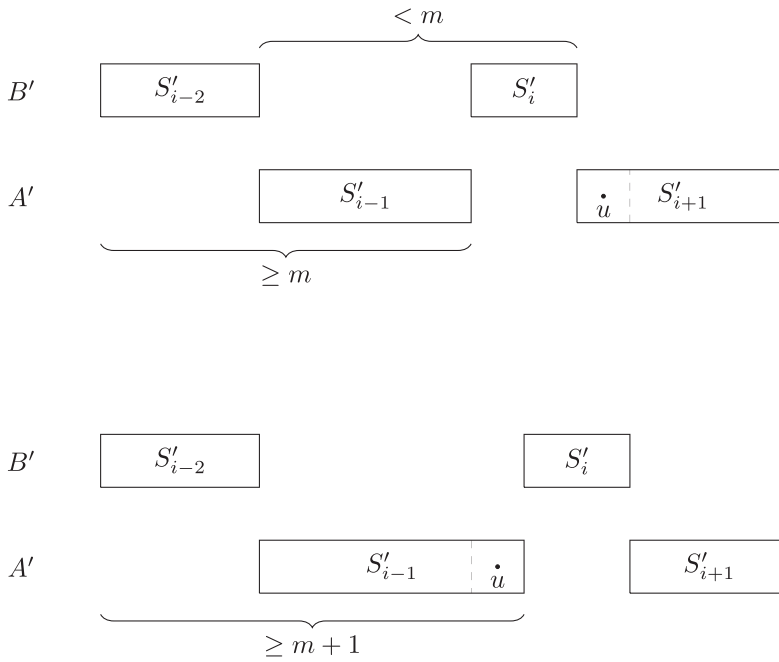 < m
B′ S′_{i−2} S′_i
A′ S′_{i−1} u S′_{i+1}
≥ m
B′ S′_{i−2} S′_i
A′ S′_{i−1} u S′_{i+1}
≥ m + 1